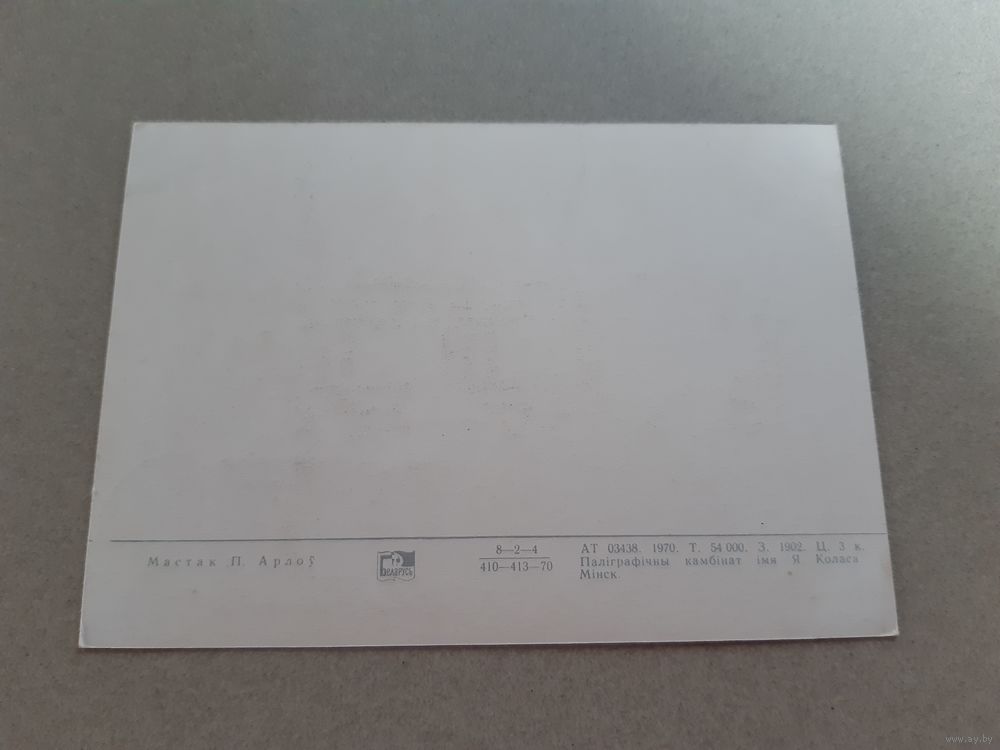 Мастак П. Арлоў
Беларусь
8—2—4
410—413—70
АТ 03438. 1970. Т. 54 000. З. 1902. Ц. 3 к.
Паліграфічны камбінат імя Я Коласа
Мінск.
www.ay.by